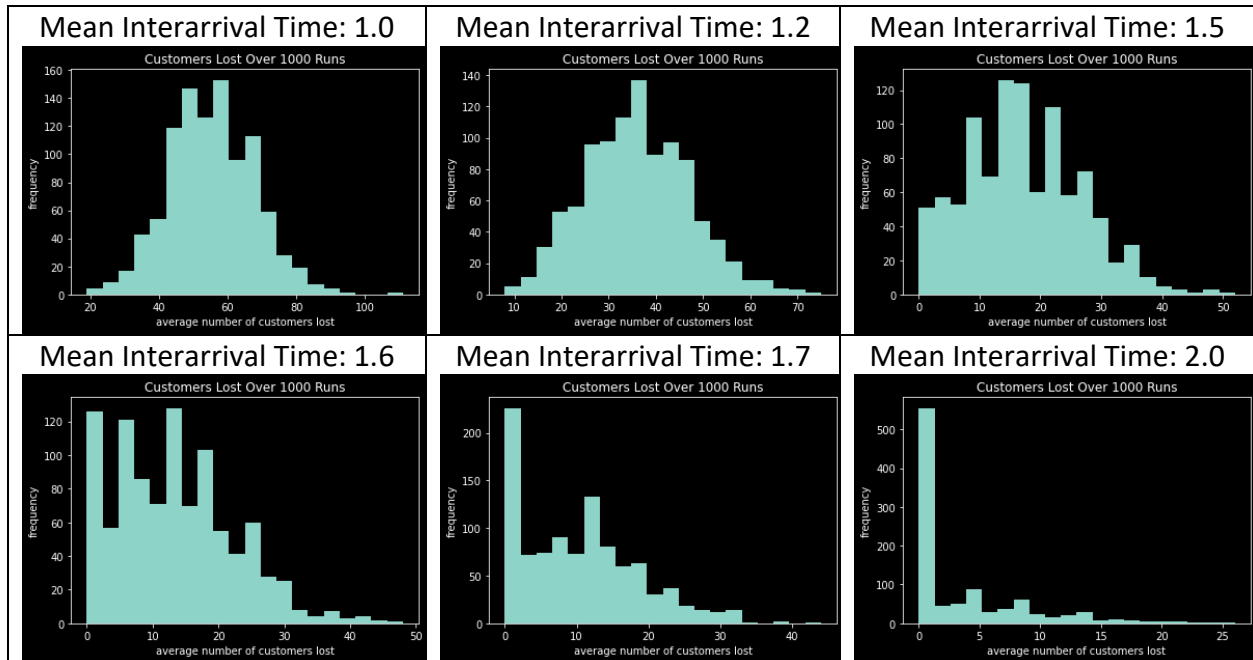 Mean Interarrival Time: 1.0
Customers Lost Over 1000 Runs
160
140
120
100
80
60
40
20
0
frequency
20 40 60 80 100
average number of customers lost
Mean Interarrival Time: 1.2
Customers Lost Over 1000 Runs
140
120
100
80
60
40
20
0
frequency
10 20 30 40 50 60 70
average number of customers lost
Mean Interarrival Time: 1.5
Customers Lost Over 1000 Runs
120
100
80
60
40
20
0
frequency
0 10 20 30 40 50
average number of customers lost
Mean Interarrival Time: 1.6
Customers Lost Over 1000 Runs
120
100
80
60
40
20
0
frequency
0 10 20 30 40 50
average number of customers lost
Mean Interarrival Time: 1.7
Customers Lost Over 1000 Runs
200
150
100
50
0
frequency
0 10 20 30 40
average number of customers lost
Mean Interarrival Time: 2.0
Customers Lost Over 1000 Runs
500
400
300
200
100
0
frequency
0 5 10 15 20 25
average number of customers lost